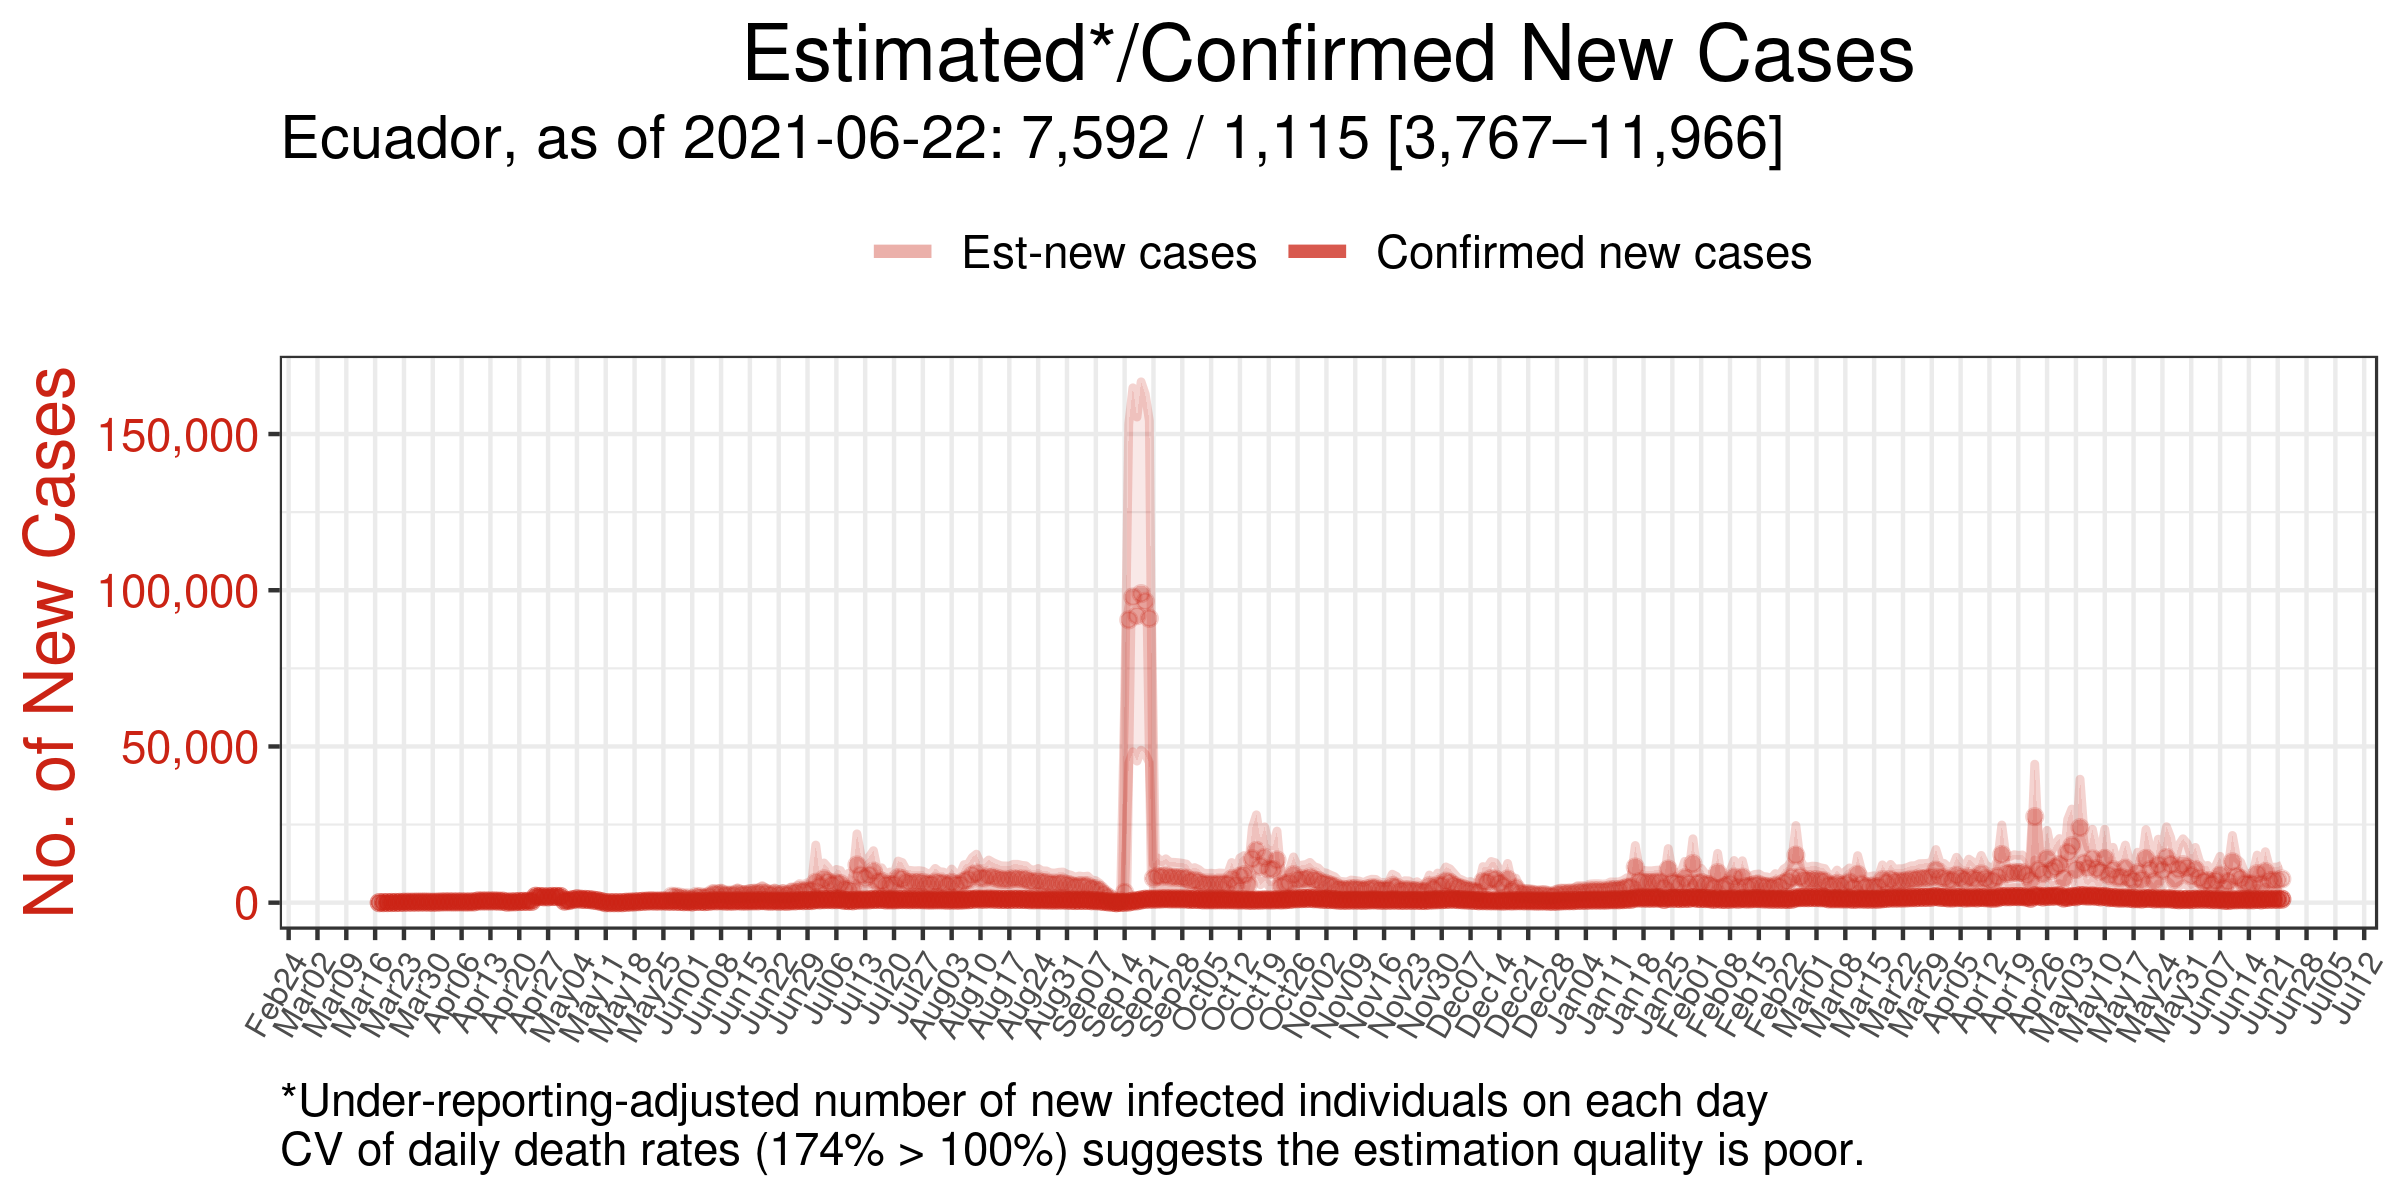 Estimated*/Confirmed New Cases
Ecuador, as of 2021-06-22: 7,592 / 1,115 [3,767–11,966]
Est-new cases Confirmed new cases
No. of New Cases
150,000
100,000
50,000
0
Feb24 Mar02 Mar09 Mar16 Mar23 Mar30 Apr06 Apr13 Apr20 Apr27 May04 May11 May18 May25 Jun01 Jun08 Jun15 Jun22 Jun29 Jul06 Jul13 Jul20 Jul27 Aug03 Aug10 Aug17 Aug24 Aug31 Sep07 Sep14 Sep21 Sep28 Oct05 Oct12 Oct19 Oct26 Nov02 Nov09 Nov16 Nov23 Nov30 Dec07 Dec14 Dec21 Dec28 Jan04 Jan11 Jan18 Jan25 Feb01 Feb08 Feb15 Feb22 Mar01 Mar08 Mar15 Mar22 Mar29 Apr05 Apr12 Apr19 Apr26 May03 May10 May17 May24 May31 Jun07 Jun14 Jun21 Jun28 Jul05 Jul12
*Under-reporting-adjusted number of new infected individuals on each day
CV of daily death rates (174% > 100%) suggests the estimation quality is poor.